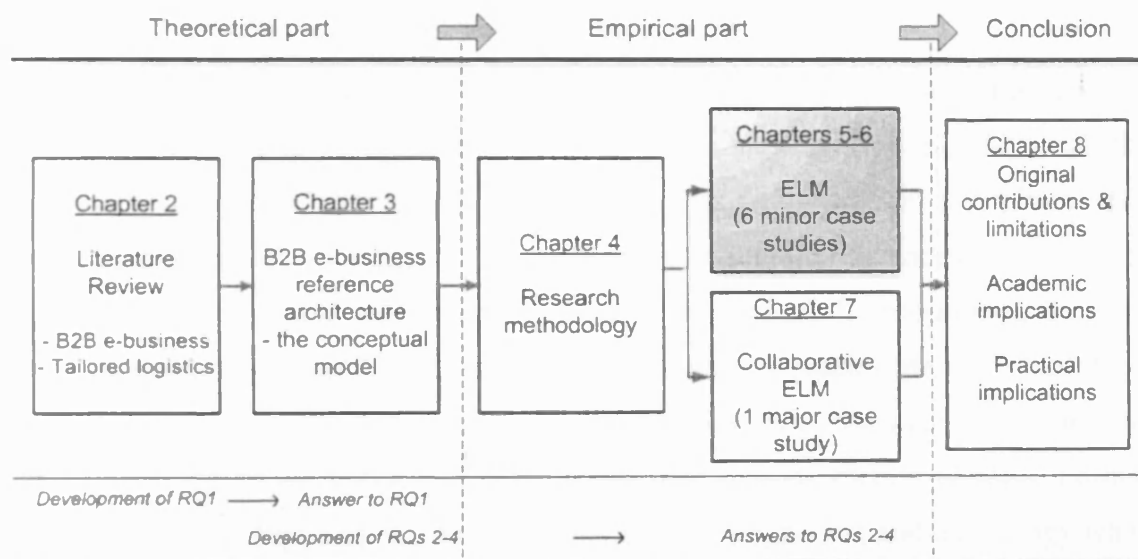 Theoretical part
Empirical part
Conclusion
Chapter 2
Literature
Review
- B2B e-business
- Tailored logistics
Chapter 3
B2B e-business
reference
architecture
- the conceptual
model
Chapter 4
Research
methodology
Chapters 5-6
ELM
(6 minor case
studies)
Chapter 7
Collaborative
ELM
(1 major case
study)
Chapter 8
Original
contributions &
limitations
Academic
implications
Practical
implications
Development of RQ1
Answer to RQ1
Development of RQs 2-4
Answers to RQs 2-4